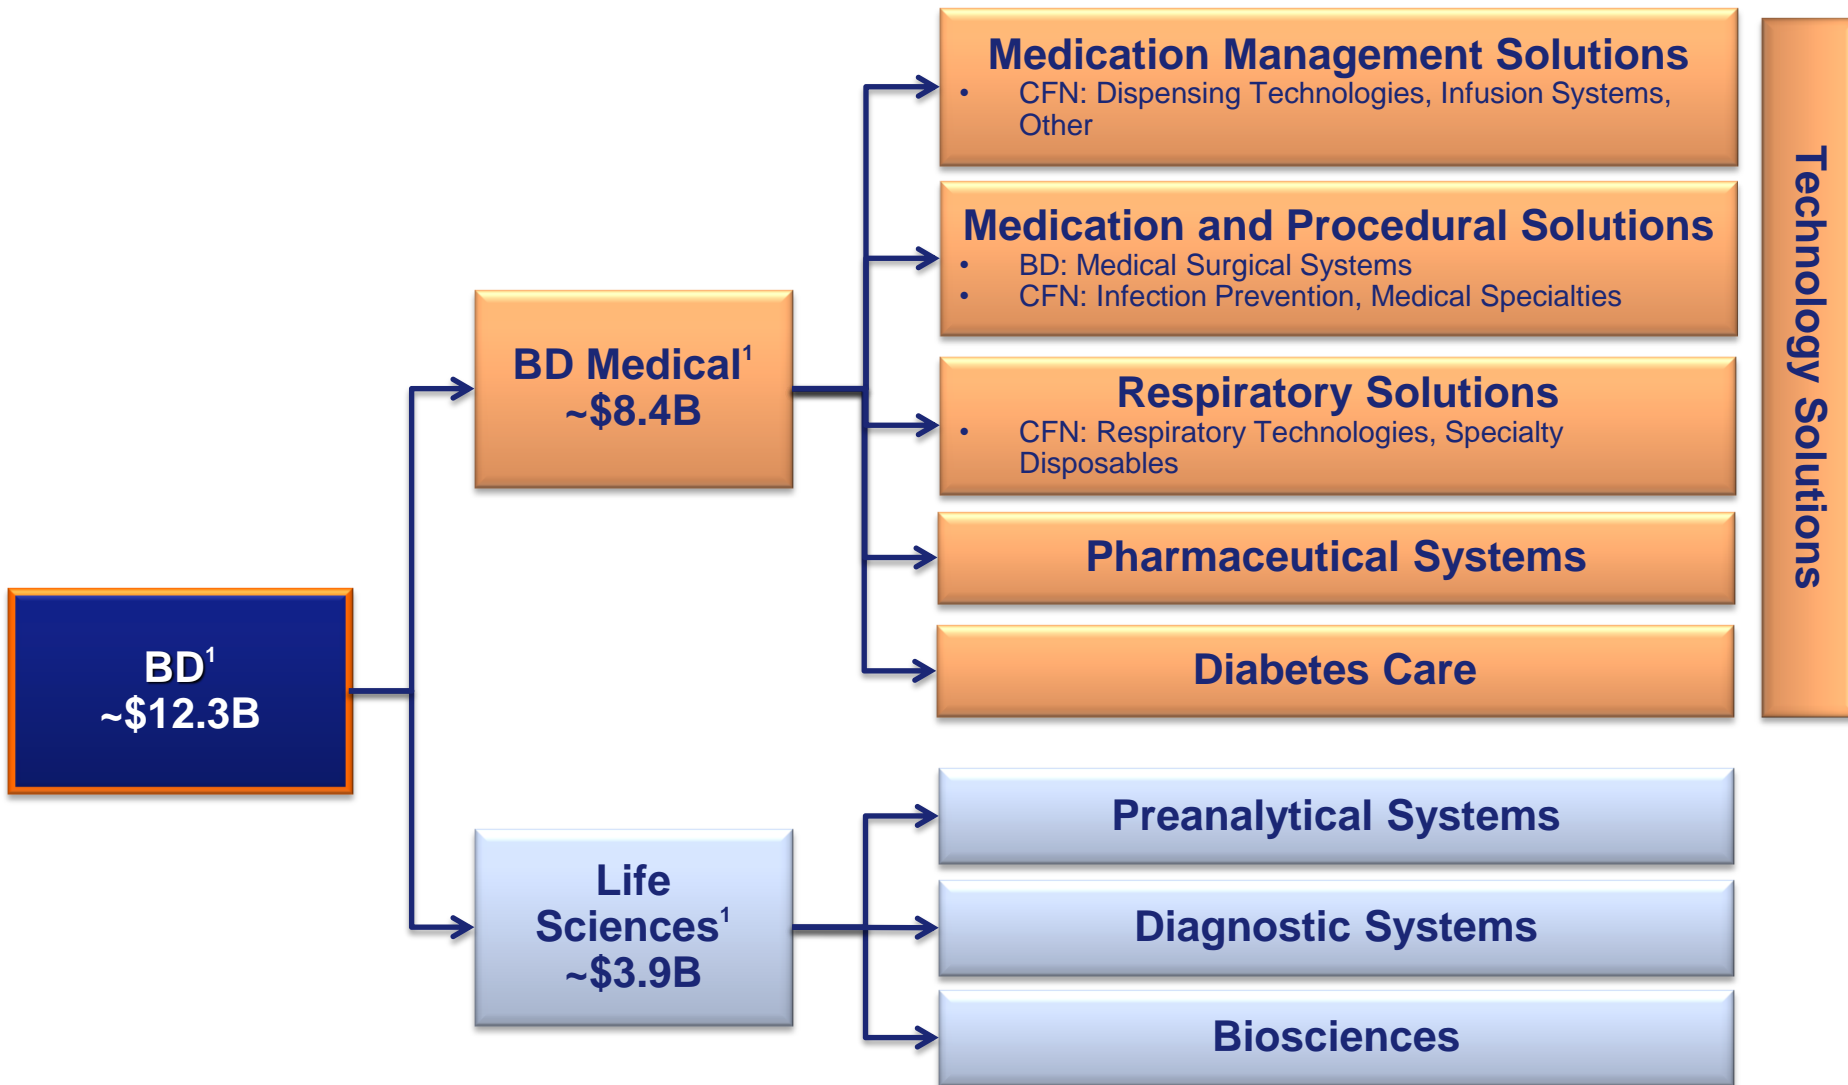 BD¹
~$12.3B
BD Medical¹
~$8.4B
Medication Management Solutions
• CFN: Dispensing Technologies, Infusion Systems,
Other
Medication and Procedural Solutions
• BD: Medical Surgical Systems
• CFN: Infection Prevention, Medical Specialties
Respiratory Solutions
• CFN: Respiratory Technologies, Specialty
Disposables
Pharmaceutical Systems
Diabetes Care
Technology Solutions
Life
Sciences¹
~$3.9B
Preanalytical Systems
Diagnostic Systems
Biosciences